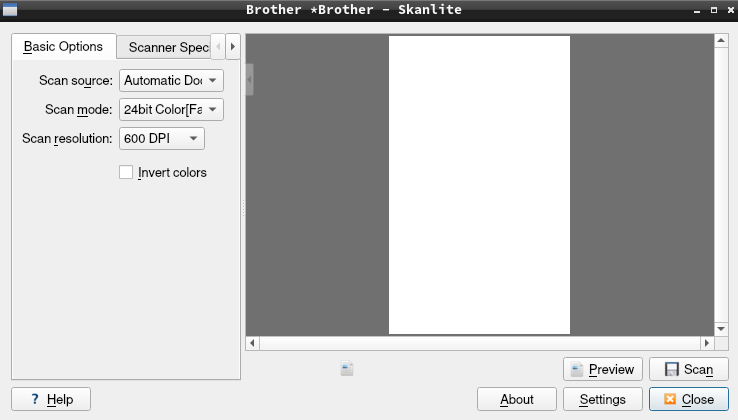 Brother *Brother - Skanlite
Basic Options
Scanner Spec
Scan source: Automatic Doc
Scan mode: 24bit Color[Fa
Scan resolution: 600 DPI
Invert colors
Preview
Scan
Help
About
Settings
Close